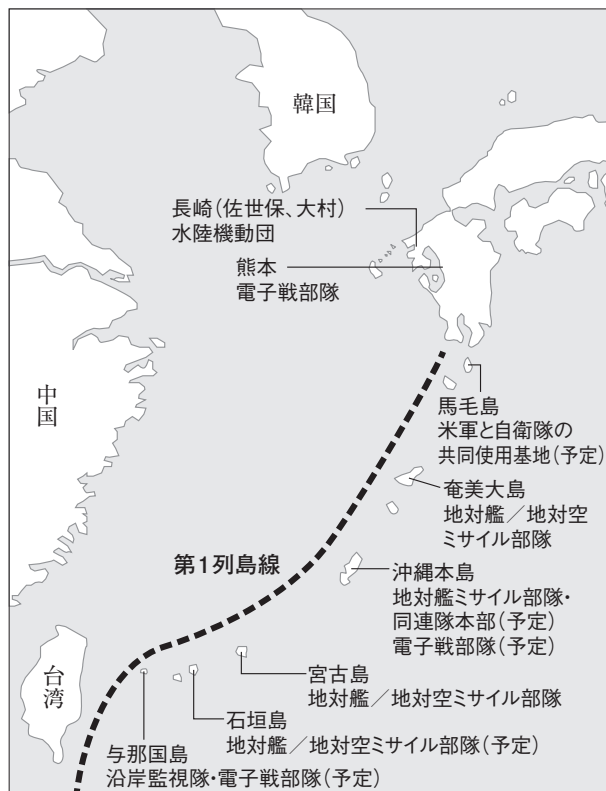 韓国
長崎（佐世保、大村）
水陸機動団
熊本
電子戦部隊
中国
馬毛島
米軍と自衛隊の
共同使用基地（予定）
奄美大島
地対艦／地対空
ミサイル部隊
第1列島線
沖縄本島
地対艦ミサイル部隊・
同連隊本部（予定）
電子戦部隊（予定）
台湾
宮古島
地対艦／地対空ミサイル部隊
石垣島
地対艦／地対空ミサイル部隊（予定）
与那国島
沿岸監視隊・電子戦部隊（予定）